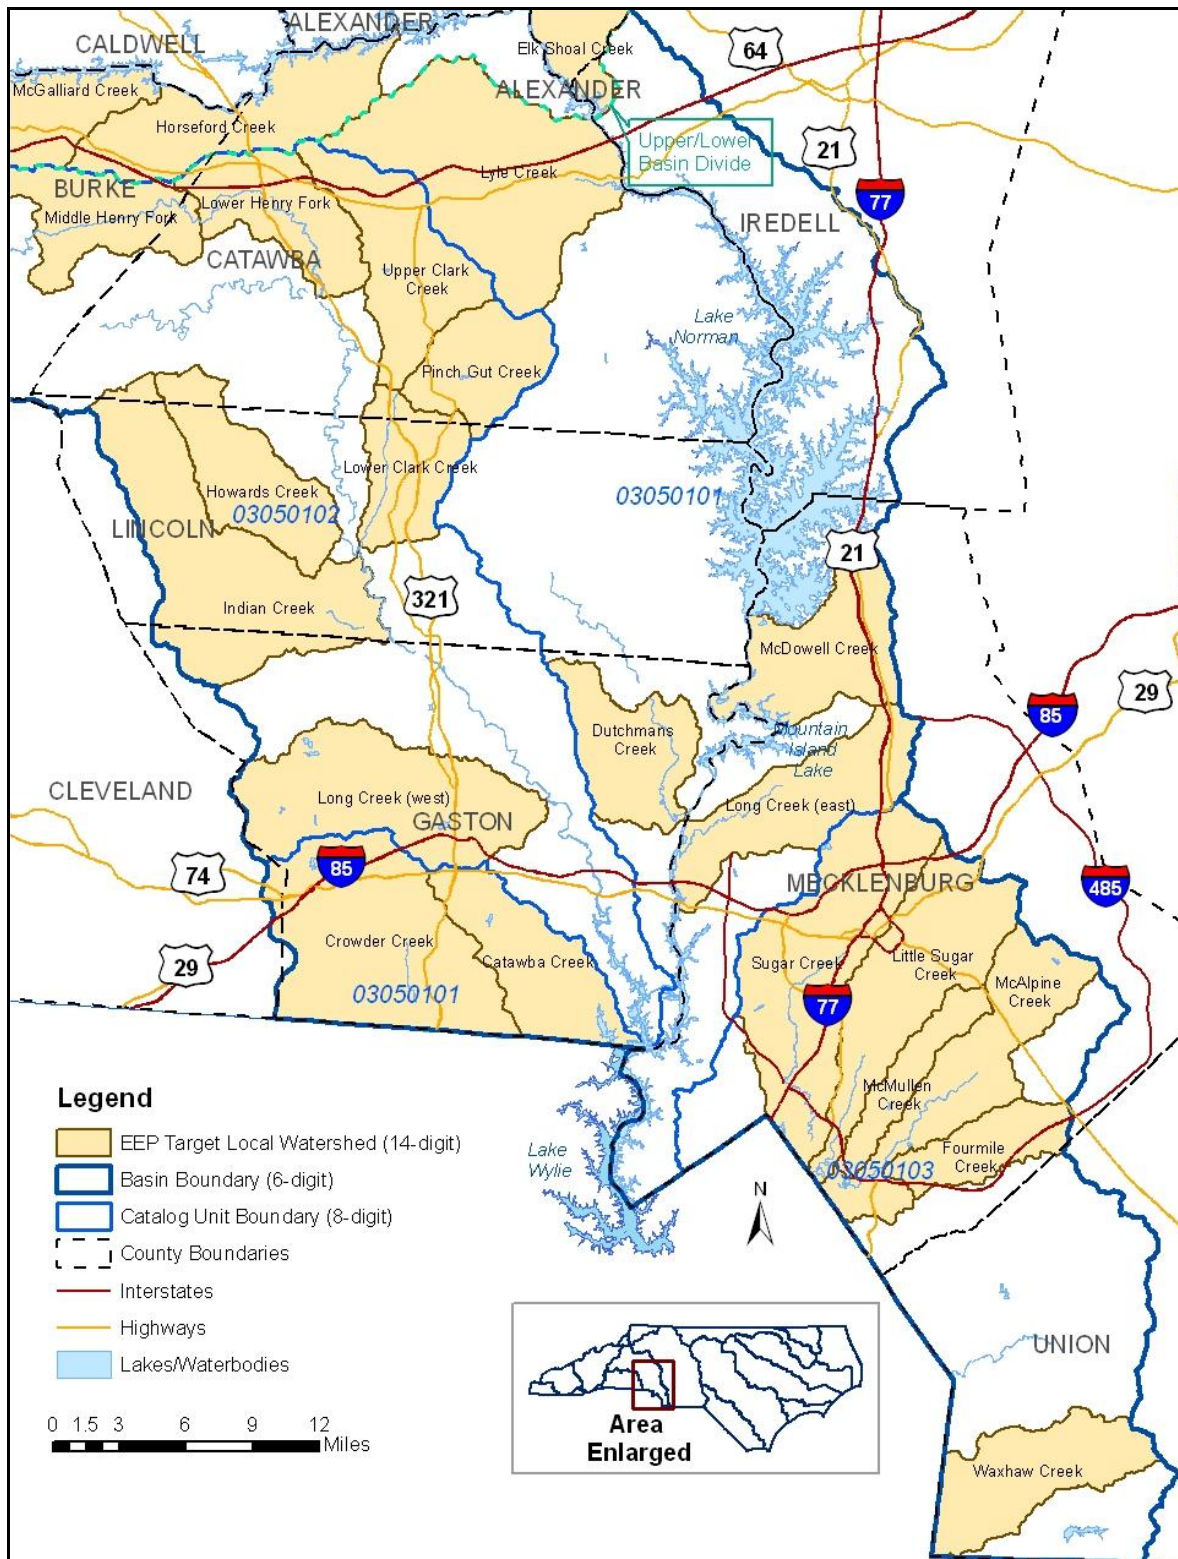 ALEXANDER
CALDWELL
Elk Shoal Creek
64
McGalliard Creek
ALEXANDER
Horseford Creek
Upper/Lower
Basin Divide
21
Lyle Creek
BURKE
77
Lower Henry Fork
Middle Henry Fork
IREDELL
CATAWBA
Upper Clark
Creek
Lake
Norman
Pinch Gut Creek
Lower Clark Creek
Howards Creek
03050101
03050102
LINCOLN
21
321
Indian Creek
McDowell Creek
29
85
Dutchmans
Creek
Mountain
Island
Lake
CLEVELAND
Long Creek (west)
Long Creek (east)
GASTON
85
74
MECKLENBURG
485
Crowder Creek
Catawba Creek
Sugar Creek
Little Sugar
Creek
29
McAlpine
Creek
03050101
77
McMullen
Creek
Legend
EEP Target Local Watershed (14-digit)
Basin Boundary (6-digit)
Catalog Unit Boundary (8-digit)
County Boundaries
Interstates
Highways
Lakes/Waterbodies
Lake
Wylie
Fourmile
Creek
03050103
N
UNION
0 1.5 3 6 9 12
Miles
Area
Enlarged
Waxhaw Creek